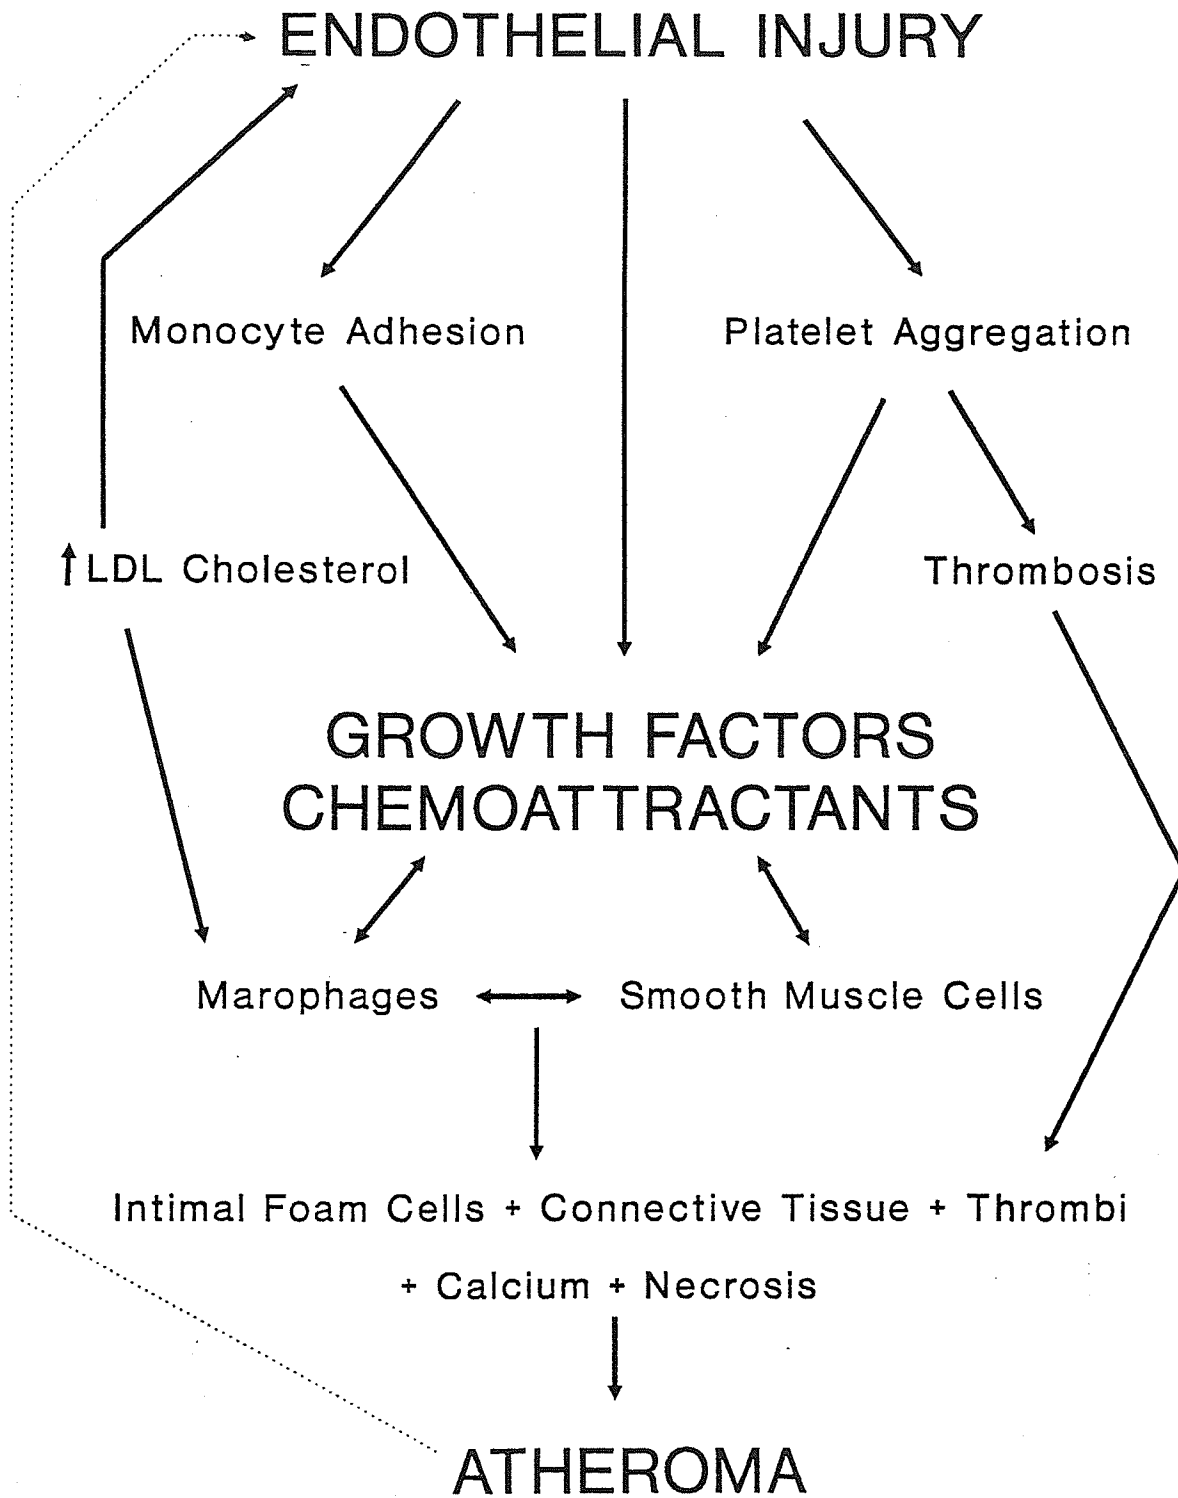 ENDOTHELIAL INJURY
Monocyte Adhesion
Platelet Aggregation
↑LDL Cholesterol
Thrombosis
GROWTH FACTORS
CHEMOATTRACTANTS
Marophages
Smooth Muscle Cells
Intimal Foam Cells + Connective Tissue + Thrombi
+ Calcium + Necrosis
ATHEROMA